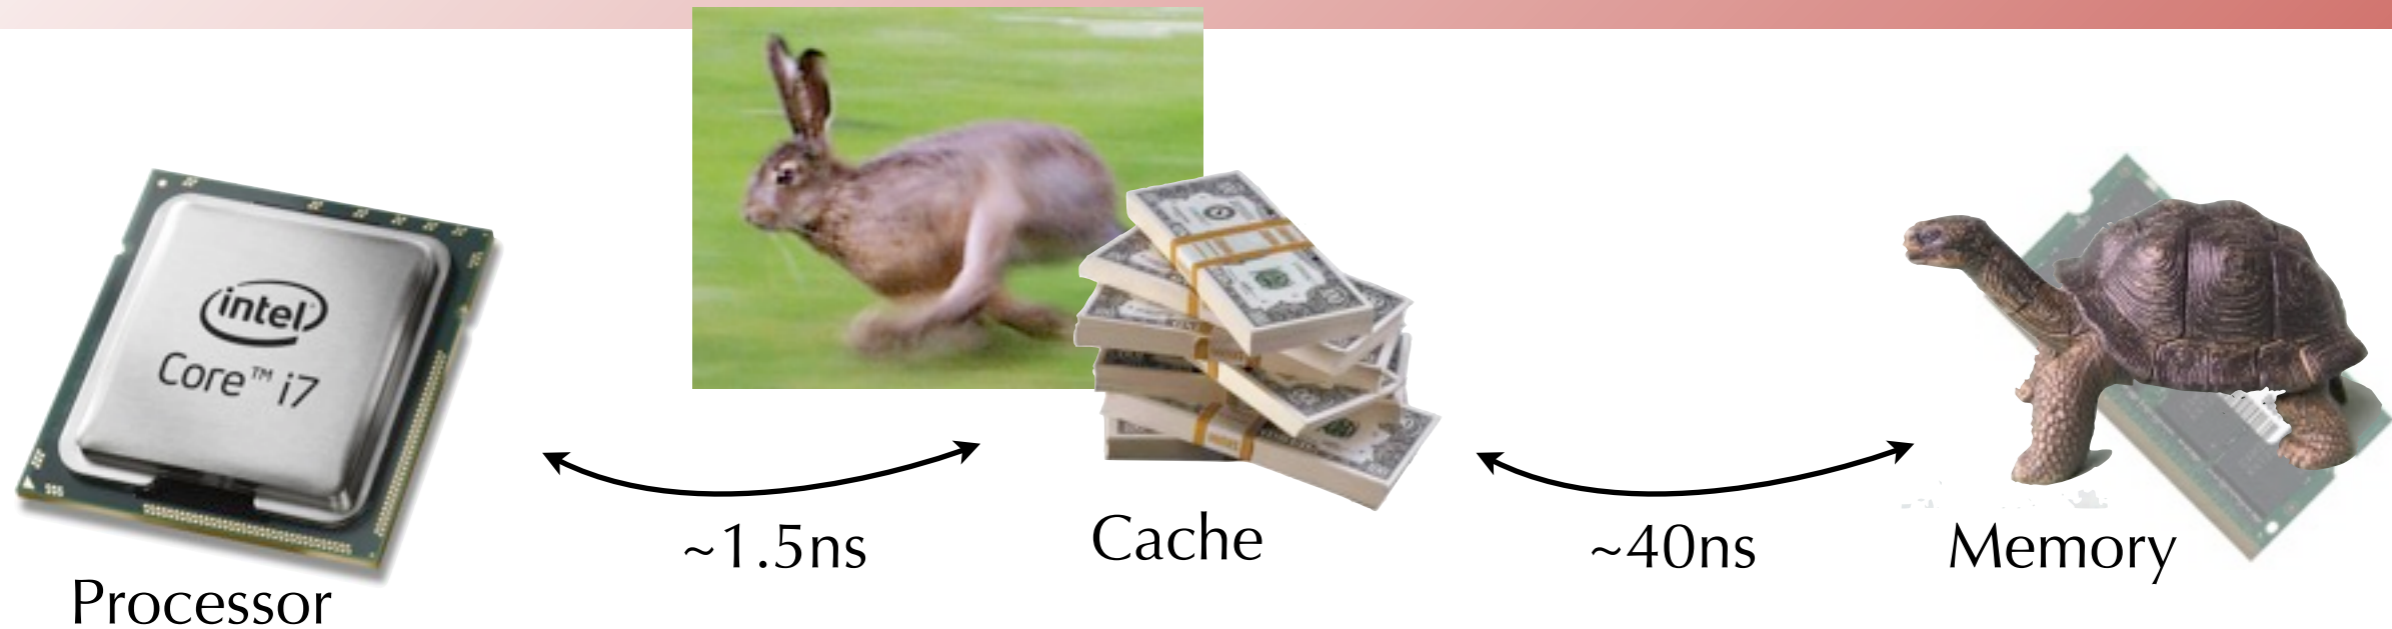 intel
Core™ i7
Processor
~1.5ns
Cache
~40ns
Memory